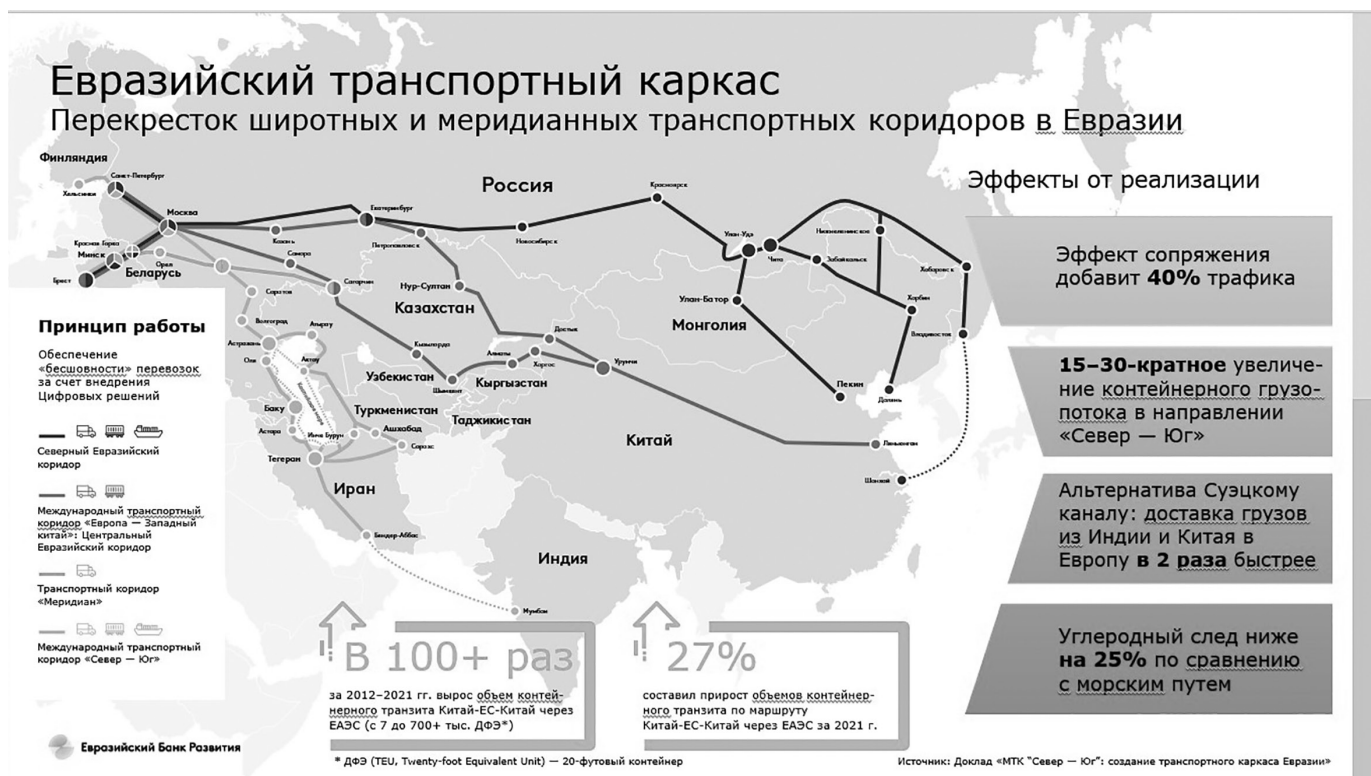 Евразийский транспортный каркас
Перекресток широтных и меридианных транспортных коридоров в Евразии
Финляндия
Хельсинки
Санкт-Петербург
Москва
Красная Горка
Минск
Беларусь
Брест
Орел
Казань
Самара
Сагарчин
Саратов
Волгоград
Астрахань
Оля
Атырау
Актау
Каспийское море
Баку
Астара
Инче Бурун
Тегеран
Ашхабад
Сарахс
Иран
Бендер-Аббас
Мумбаи
Индия
Россия
Екатеринбург
Петропавловск
Нур-Султан
Казахстан
Кызылорда
Узбекистан
Шымкент
Алматы
Хоргос
Достык
Урумчи
Кыргызстан
Туркменистан
Таджикистан
Китай
Новосибирск
Красноярск
Улан-Удэ
Чита
Забайкальск
Нижнеленинское
Хабаровск
Харбин
Владивосток
Улан-Батор
Монголия
Пекин
Далянь
Ляньюнган
Шанхай
Принцип работы
Обеспечение
«бесшовности» перевозок
за счет внедрения
Цифровых решений
Северный Евразийский
коридор
Международный транспортный
коридор «Европа — Западный
китай»: Центральный
Евразийский коридор
Транспортный коридор
«Меридиан»
Международный транспортный
коридор «Север — Юг»
Евразийский Банк Развития
В 100+ раз
за 2012–2021 гг. вырос объем контей-
нерного транзита Китай-ЕС-Китай через
ЕАЭС (с 7 до 700+ тыс. ДФЭ*)
27%
составил прирост объемов контейнер-
ного транзита по маршруту
Китай-ЕС-Китай через ЕАЭС за 2021 г.
Эффекты от реализации
Эффект сопряжения
добавит 40% трафика
15–30-кратное увеличе-
ние контейнерного грузо-
потока в направлении
«Север — Юг»
Альтернатива Суэцкому
каналу: доставка грузов
из Индии и Китая в
Европу в 2 раза быстрее
Углеродный след ниже
на 25% по сравнению
с морским путем
* ДФЭ (TEU, Twenty-foot Equivalent Unit) — 20-футовый контейнер
Источник: Доклад «МТК "Север — Юг": создание транспортного каркаса Евразии»